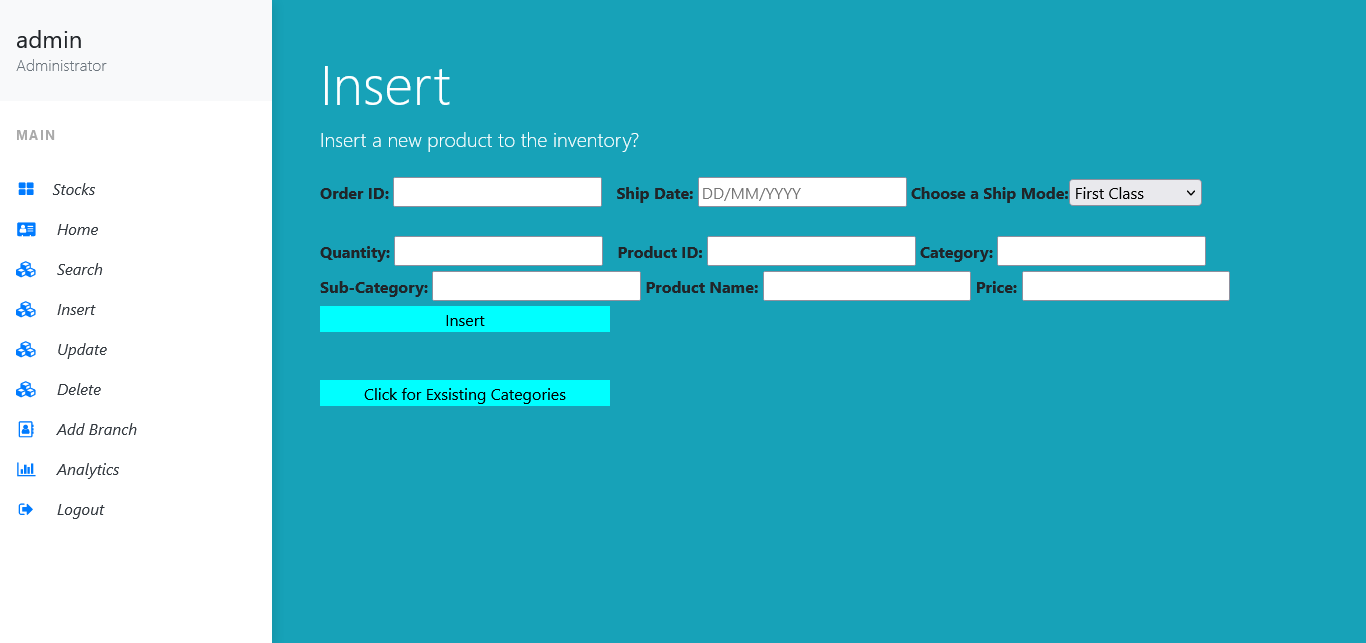 admin
Administrator
MAIN
Stocks
Home
Search
Insert
Update
Delete
Add Branch
Analytics
Logout
Insert
Insert a new product to the inventory?
Order ID: Ship Date: DD/MM/YYYY Choose a Ship Mode: First Class
Quantity: Product ID: Category:
Sub-Category: Product Name: Price:
Insert
Click for Exsisting Categories